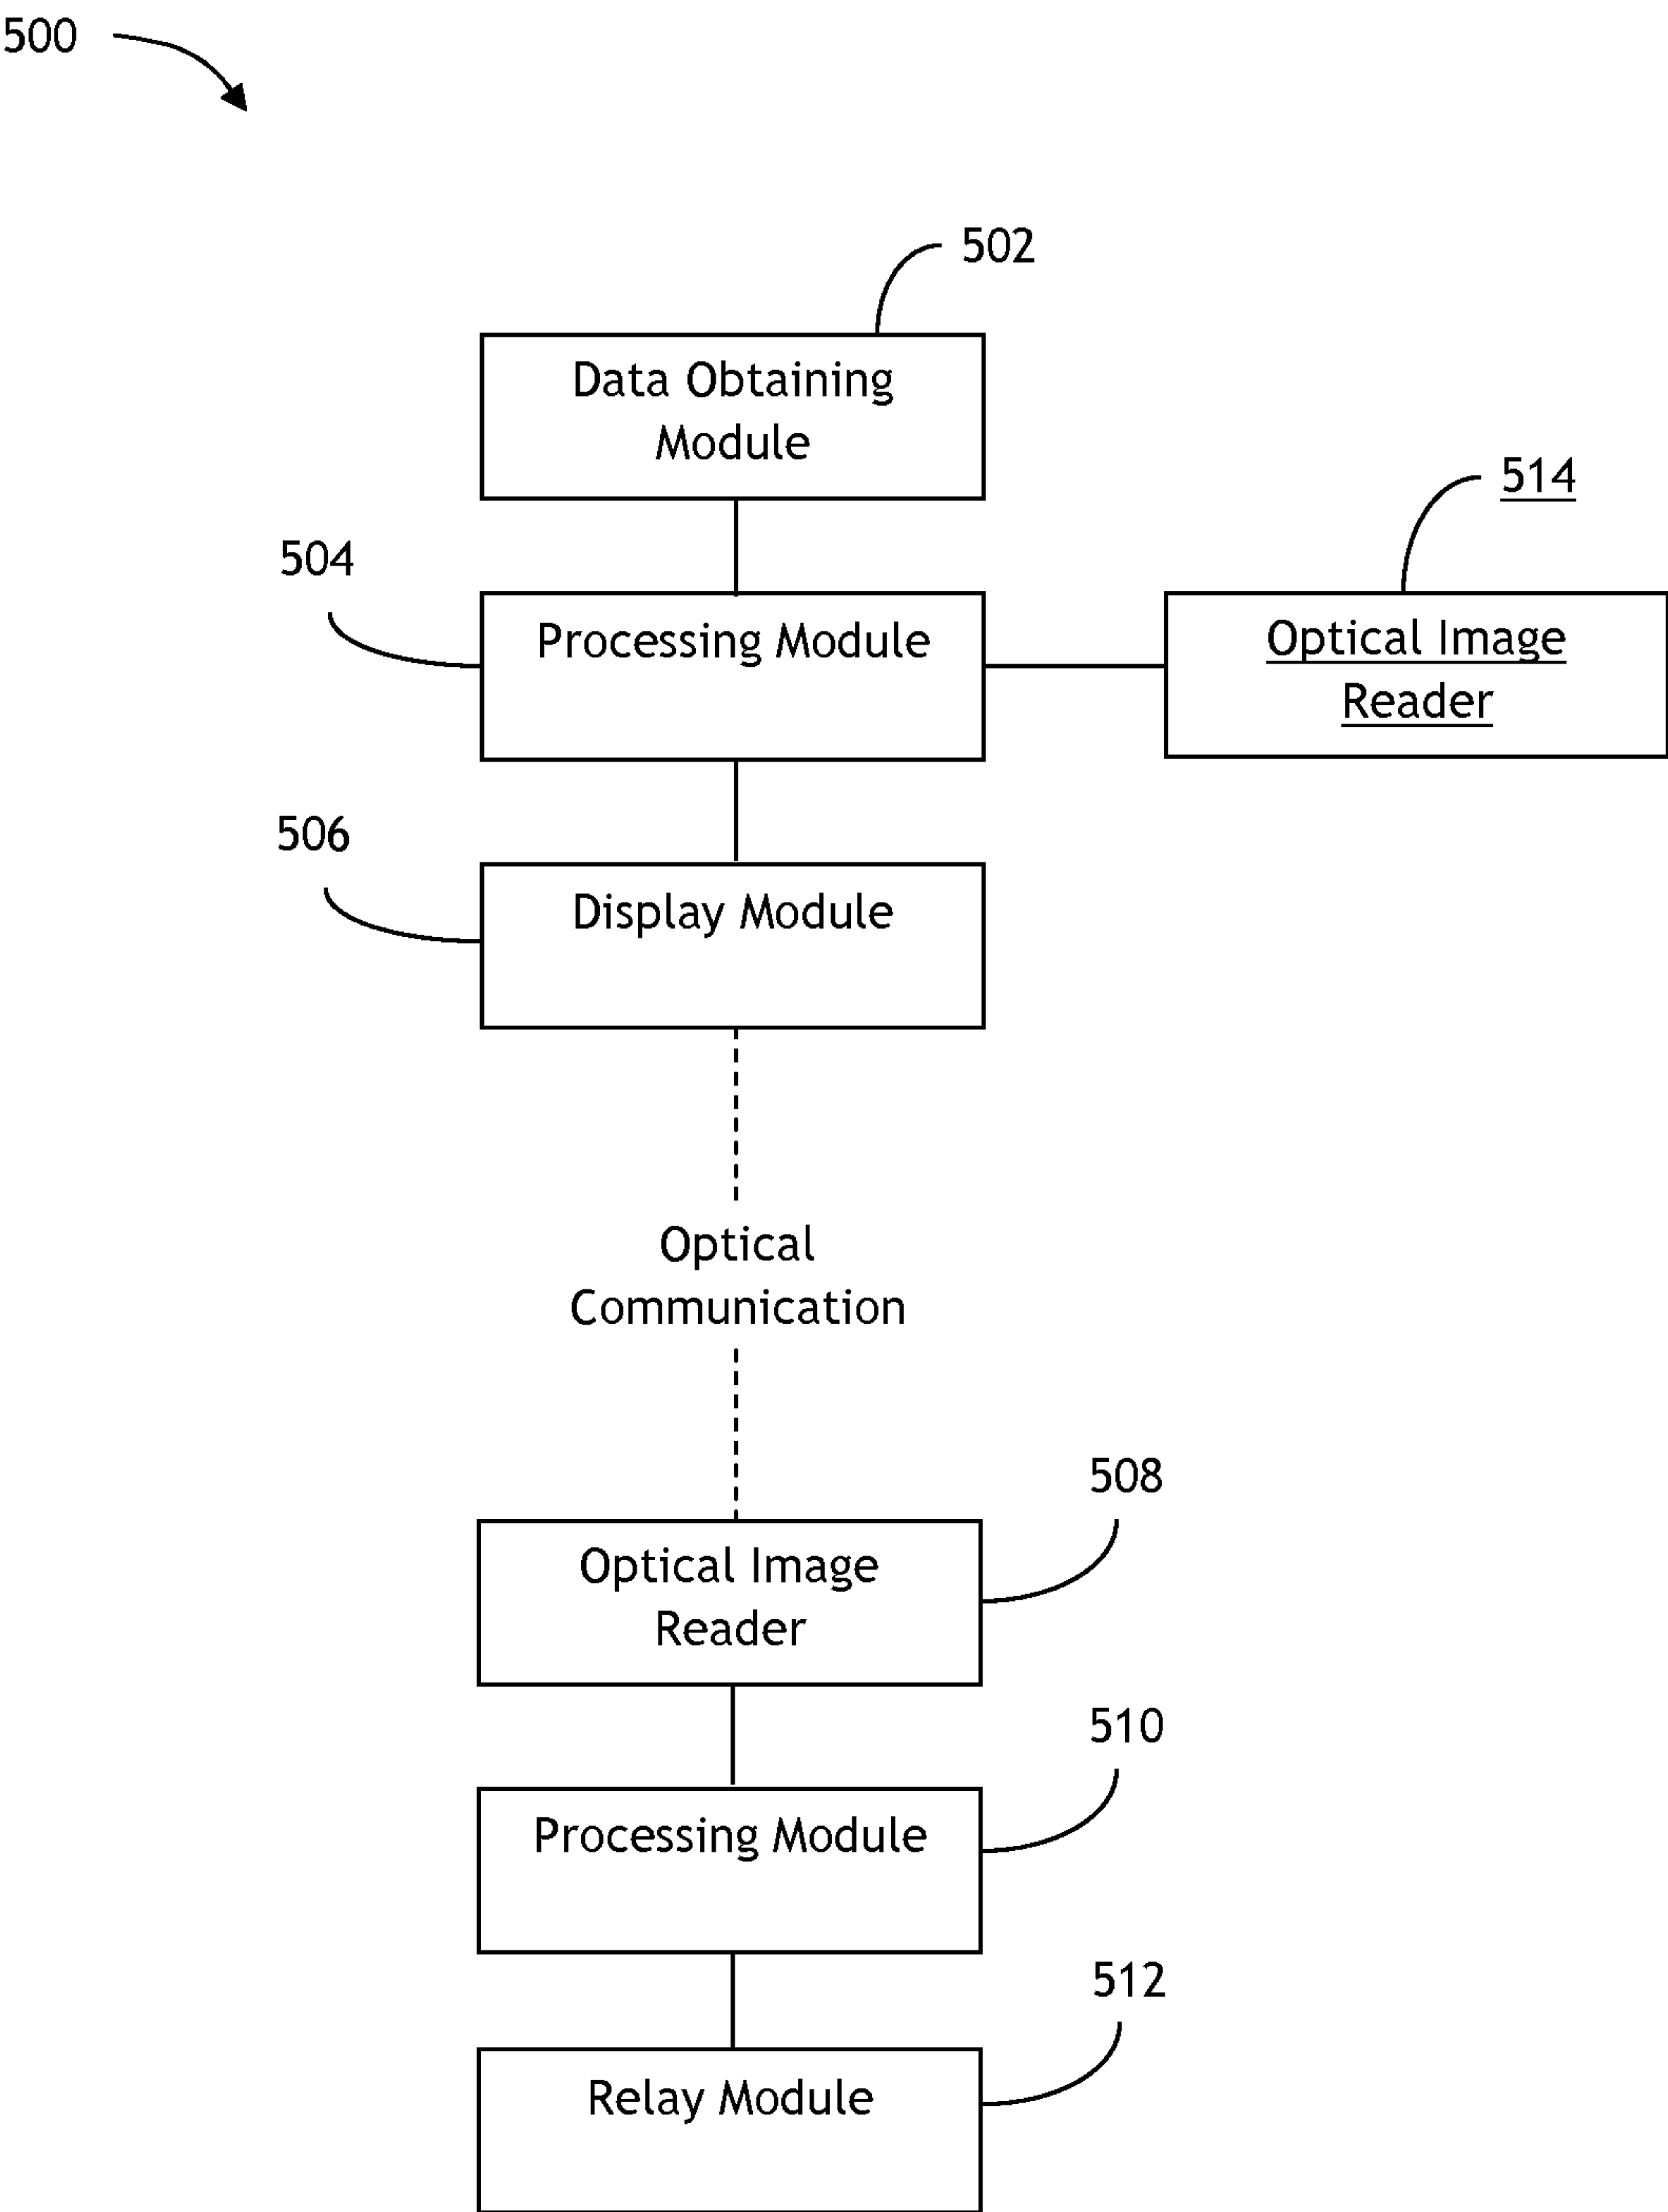 500
502
Data Obtaining
Module
514
504
Processing Module
Optical Image
Reader
506
Display Module
Optical
Communication
508
Optical Image
Reader
510
Processing Module
512
Relay Module